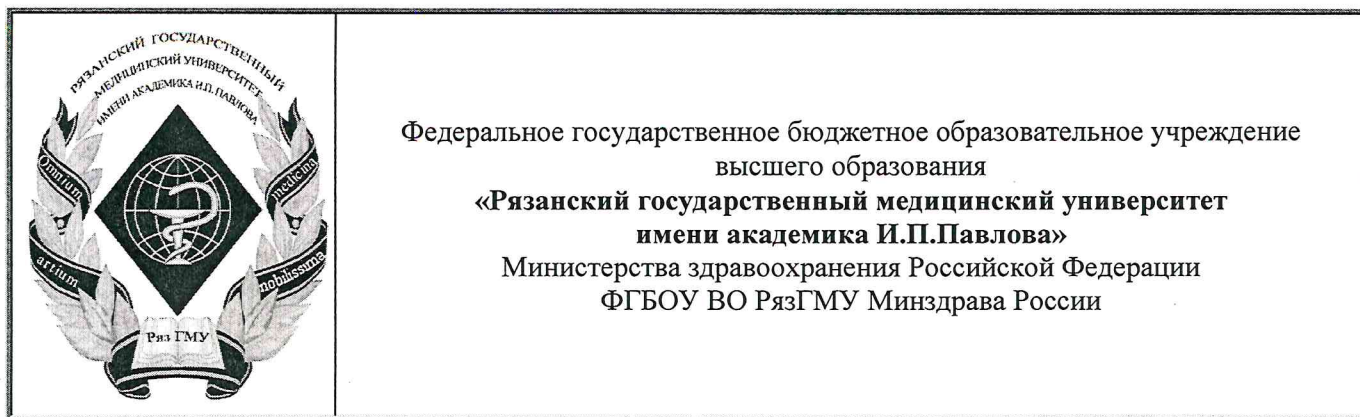 РЯЗАНСКИЙ ГОСУДАРСТВЕННЫЙ
МЕДИЦИНСКИЙ УНИВЕРСИТЕТ
ИМЕНИ АКАДЕМИКА И.П. ПАВЛОВА
Omnium
medicina
artium
nobilissima
Ряз ГМУ
Федеральное государственное бюджетное образовательное учреждение
высшего образования
«Рязанский государственный медицинский университет
имени академика И.П.Павлова»
Министерства здравоохранения Российской Федерации
ФГБОУ ВО РязГМУ Минздрава России